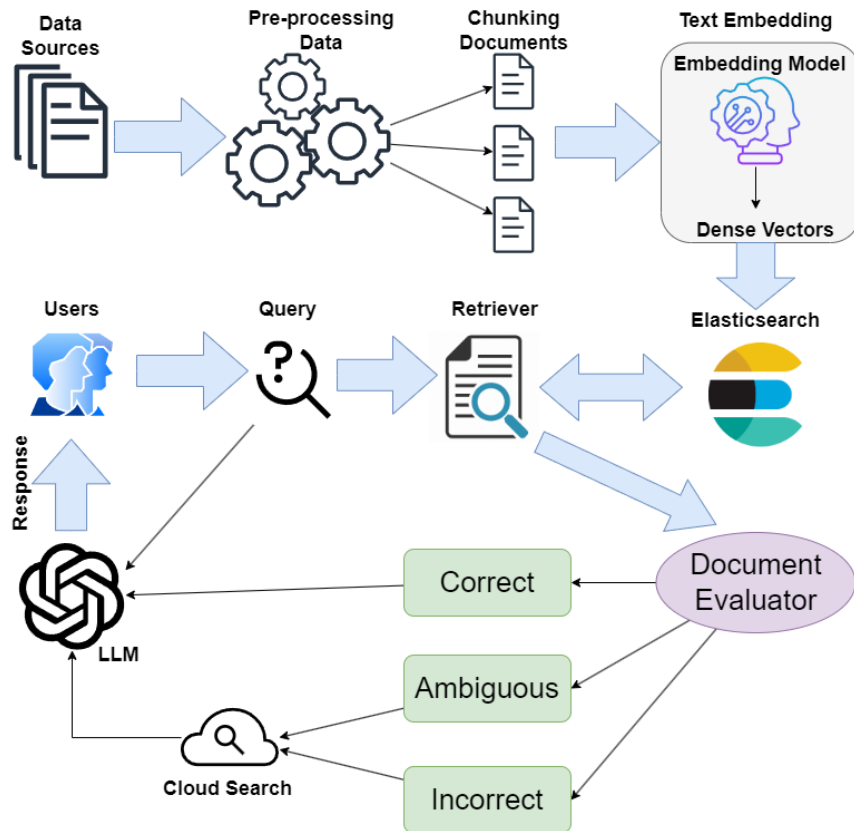 Data
Sources
Pre-processing
Data
Chunking
Documents
Text Embedding
Embedding Model
Dense Vectors
Users
Query
Retriever
Elasticsearch
Response
LLM
Correct
Document
Evaluator
Ambiguous
Cloud Search
Incorrect